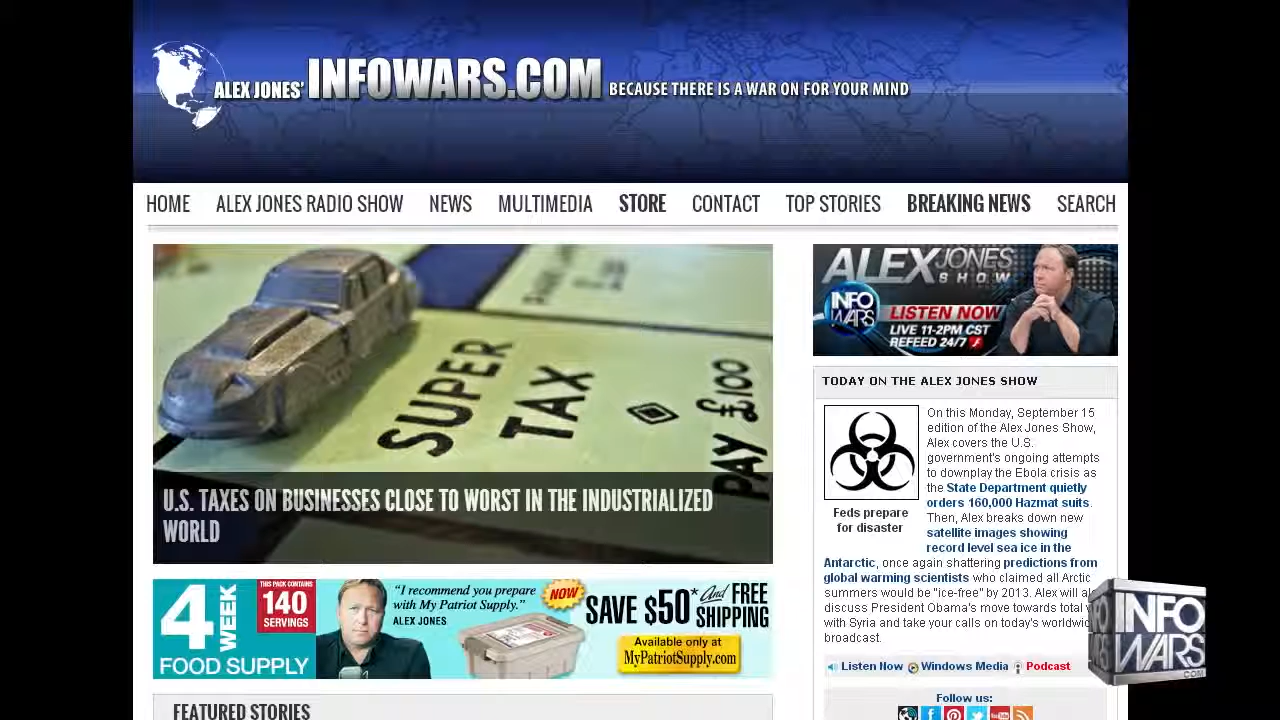 ALEX JONES' INFOWARS.COM BECAUSE THERE IS A WAR ON FOR YOUR MIND
HOME ALEX JONES RADIO SHOW NEWS MULTIMEDIA STORE CONTACT TOP STORIES BREAKING NEWS SEARCH
SUPER
TAX
PAY £100
U.S. TAXES ON BUSINESSES CLOSE TO WORST IN THE INDUSTRIALIZED
WORLD
4 WEEK
FOOD SUPPLY
THIS PACK CONTAINS
140
SERVINGS
"I recommend you prepare
with My Patriot Supply."
ALEX JONES
NOW
SAVE $50* And FREE
SHIPPING
Available only at
MyPatriotSupply.com
FEATURED STORIES
ALEX JONES
SHOW
INFO
WARS
LISTEN NOW
LIVE 11-2PM CST
REFEED 24/7
TODAY ON THE ALEX JONES SHOW
Feds prepare
for disaster
On this Monday, September 15
edition of the Alex Jones Show,
Alex covers the U.S.
government's ongoing attempts
to downplay the Ebola crisis as
the State Department quietly
orders 160,000 Hazmat suits.
Then, Alex breaks down new
satellite images showing
record level sea ice in the
Antarctic, once again shattering predictions from
global warming scientists who claimed all Arctic
summers would be "ice-free" by 2013. Alex will
discuss President Obama's move towards total
with Syria and take your calls on today's
broadcast.
Listen Now Windows Media Podcast
Follow us:
INFO
WARS
.COM